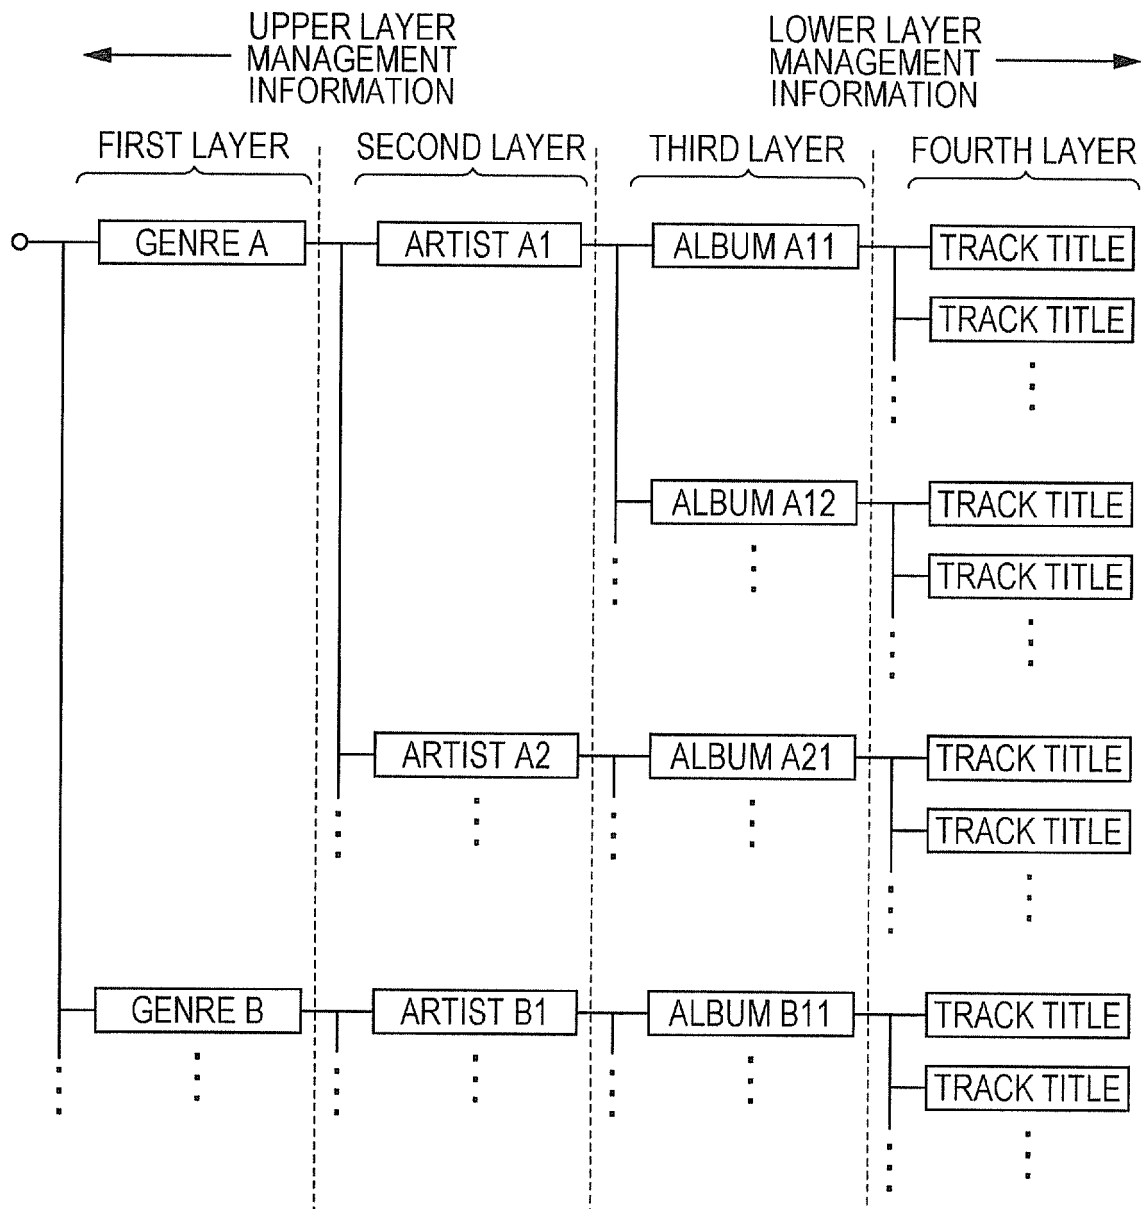 UPPER LAYER
MANAGEMENT
INFORMATION
LOWER LAYER
MANAGEMENT
INFORMATION
FIRST LAYER
SECOND LAYER
THIRD LAYER
FOURTH LAYER
GENRE A
ARTIST A1
ALBUM A11
TRACK TITLE
TRACK TITLE
ALBUM A12
TRACK TITLE
TRACK TITLE
ARTIST A2
ALBUM A21
TRACK TITLE
TRACK TITLE
GENRE B
ARTIST B1
ALBUM B11
TRACK TITLE
TRACK TITLE